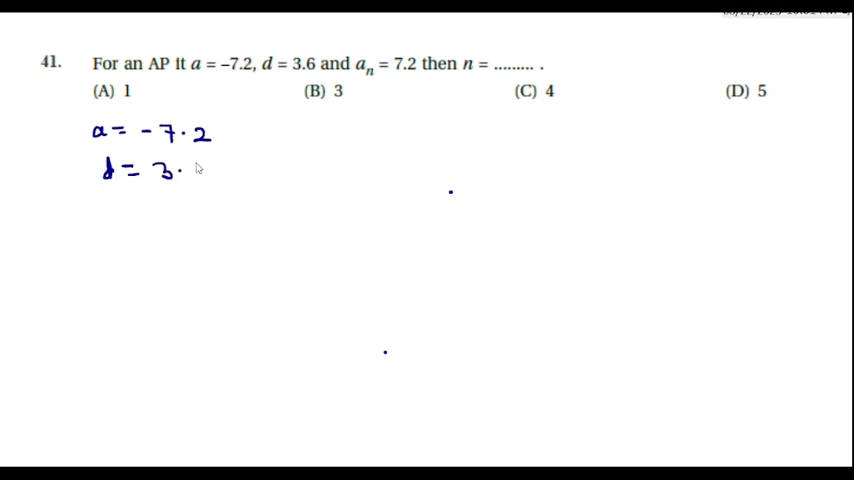 41. For an AP it a = –7.2, d = 3.6 and aₙ = 7.2 then n = ......... .
(A) 1 (B) 3 (C) 4 (D) 5
a = - 7.2
d = 3.